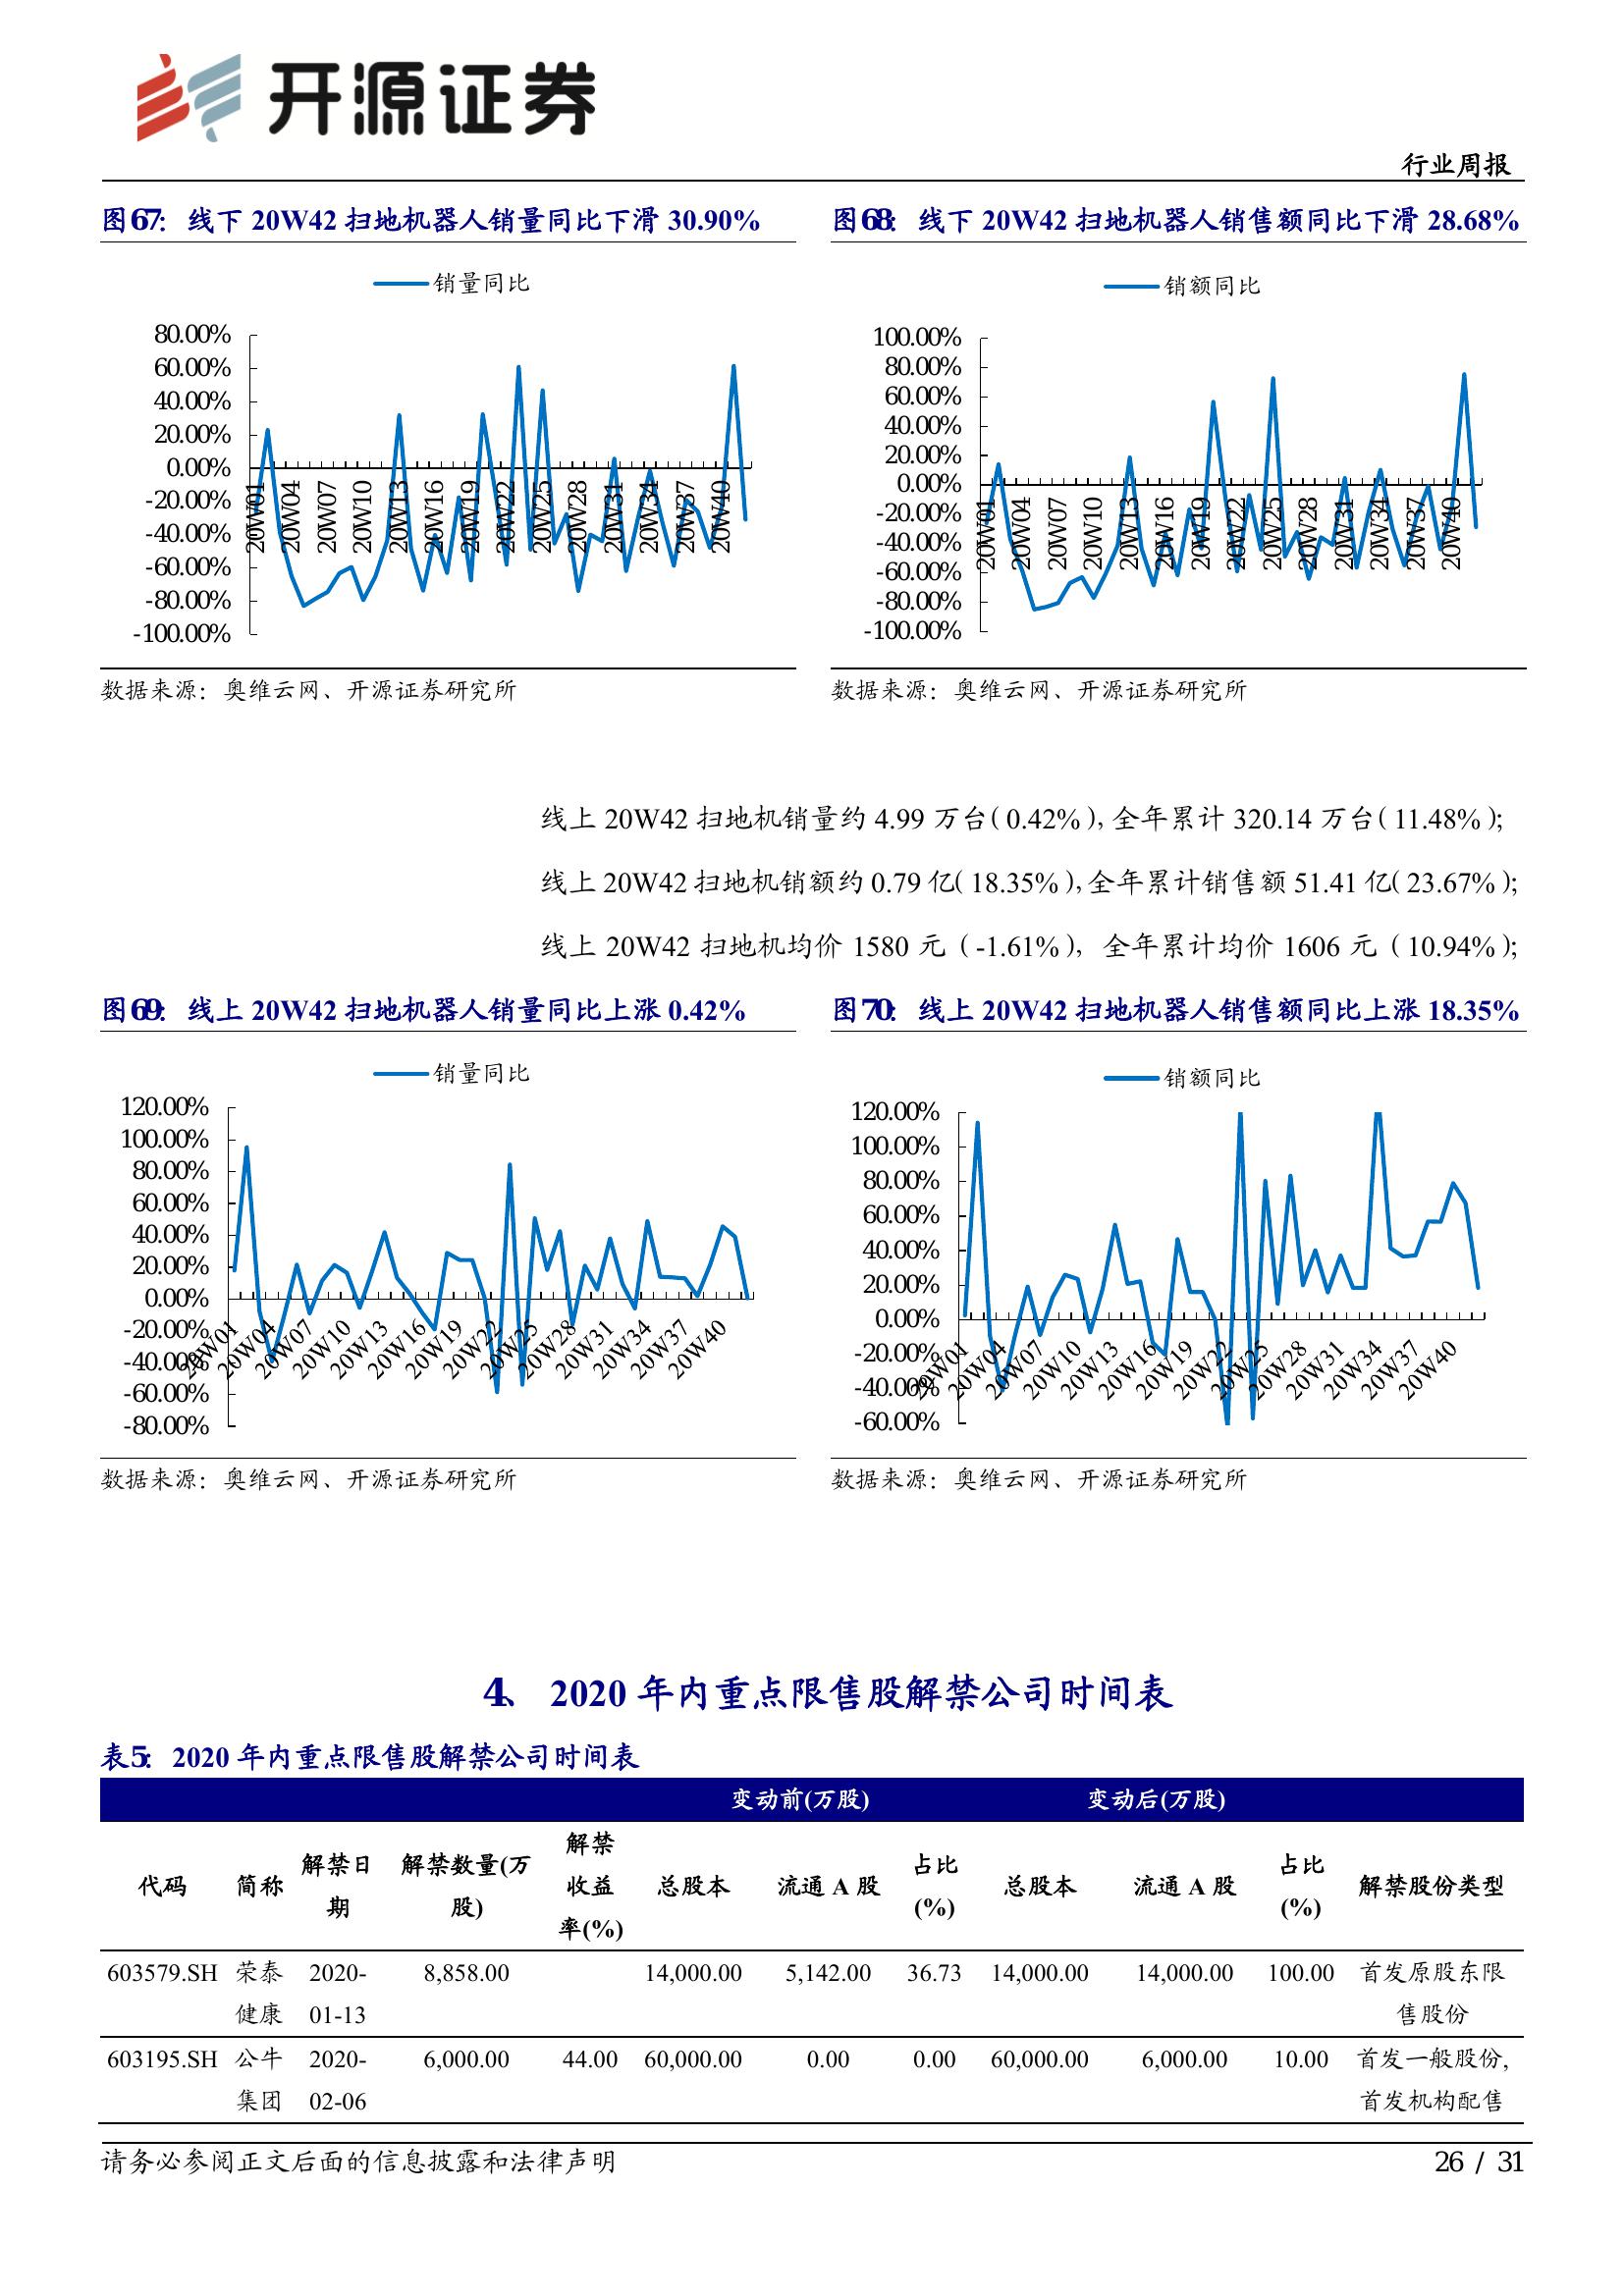 开源证券
行业周报
图67： 线下 20W42 扫地机器人销量同比下滑 30.90%
图68： 线下 20W42 扫地机器人销售额同比下滑 28.68%
销量同比
80.00%
60.00%
40.00%
20.00%
0.00%
-20.00%
-40.00%
-60.00%
-80.00%
-100.00%
20W01
20W04
20W07
20W10
20W13
20W16
20W19
20W22
20W25
20W28
20W31
20W34
20W37
20W40
销额同比
100.00%
80.00%
60.00%
40.00%
20.00%
0.00%
-20.00%
-40.00%
-60.00%
-80.00%
-100.00%
20W01
20W04
20W07
20W10
20W13
20W16
20W19
20W22
20W25
20W28
20W31
20W34
20W37
20W40
数据来源：奥维云网、开源证券研究所
数据来源：奥维云网、开源证券研究所
线上 20W42 扫地机销量约 4.99 万台（0.42%），全年累计 320.14 万台（11.48%）；
线上 20W42 扫地机销额约 0.79 亿（18.35%），全年累计销售额 51.41 亿（23.67%）；
线上 20W42 扫地机均价 1580 元（-1.61%），全年累计均价 1606 元（10.94%）；
图69： 线上 20W42 扫地机器人销量同比上涨 0.42%
图70： 线上 20W42 扫地机器人销售额同比上涨 18.35%
销量同比
120.00%
100.00%
80.00%
60.00%
40.00%
20.00%
0.00%
-20.00%
-40.00%
-60.00%
-80.00%
20W01
20W04
20W07
20W10
20W13
20W16
20W19
20W22
20W25
20W28
20W31
20W34
20W37
20W40
销额同比
120.00%
100.00%
80.00%
60.00%
40.00%
20.00%
0.00%
-20.00%
-40.00%
-60.00%
20W01
20W04
20W07
20W10
20W13
20W16
20W19
20W22
20W25
20W28
20W31
20W34
20W37
20W40
数据来源：奥维云网、开源证券研究所
数据来源：奥维云网、开源证券研究所
4、 2020 年内重点限售股解禁公司时间表
表5： 2020 年内重点限售股解禁公司时间表
变动前(万股) 变动后(万股)
代码 简称 解禁日期 解禁数量(万股) 解禁收益率(%) 总股本 流通 A 股 占比(%) 总股本 流通 A 股 占比(%) 解禁股份类型
603579.SH 荣泰健康 2020-01-13 8,858.00 14,000.00 5,142.00 36.73 14,000.00 14,000.00 100.00 首发原股东限售股份
603195.SH 公牛集团 2020-02-06 6,000.00 44.00 60,000.00 0.00 0.00 60,000.00 6,000.00 10.00 首发一般股份,首发机构配售
请务必参阅正文后面的信息披露和法律声明
26 / 31